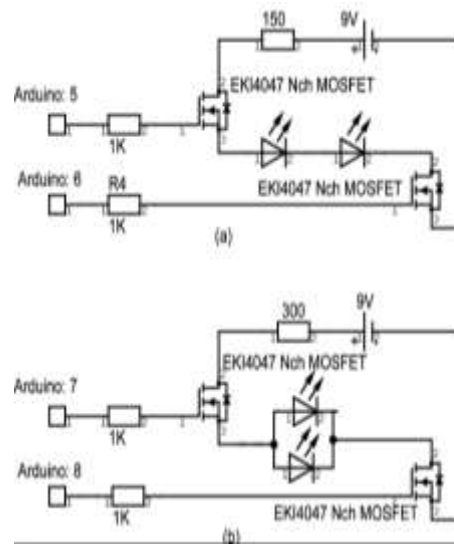 150 9V
EKI4047 Nch MOSFET
Arduino: 5
1K
Arduino: 6 R4
EKI4047 Nch MOSFET
1K
(a)
300 9V
EKI4047 Nch MOSFET
Arduino: 7
1K
Arduino: 8
EKI4047 Nch MOSFET
1K
(b)